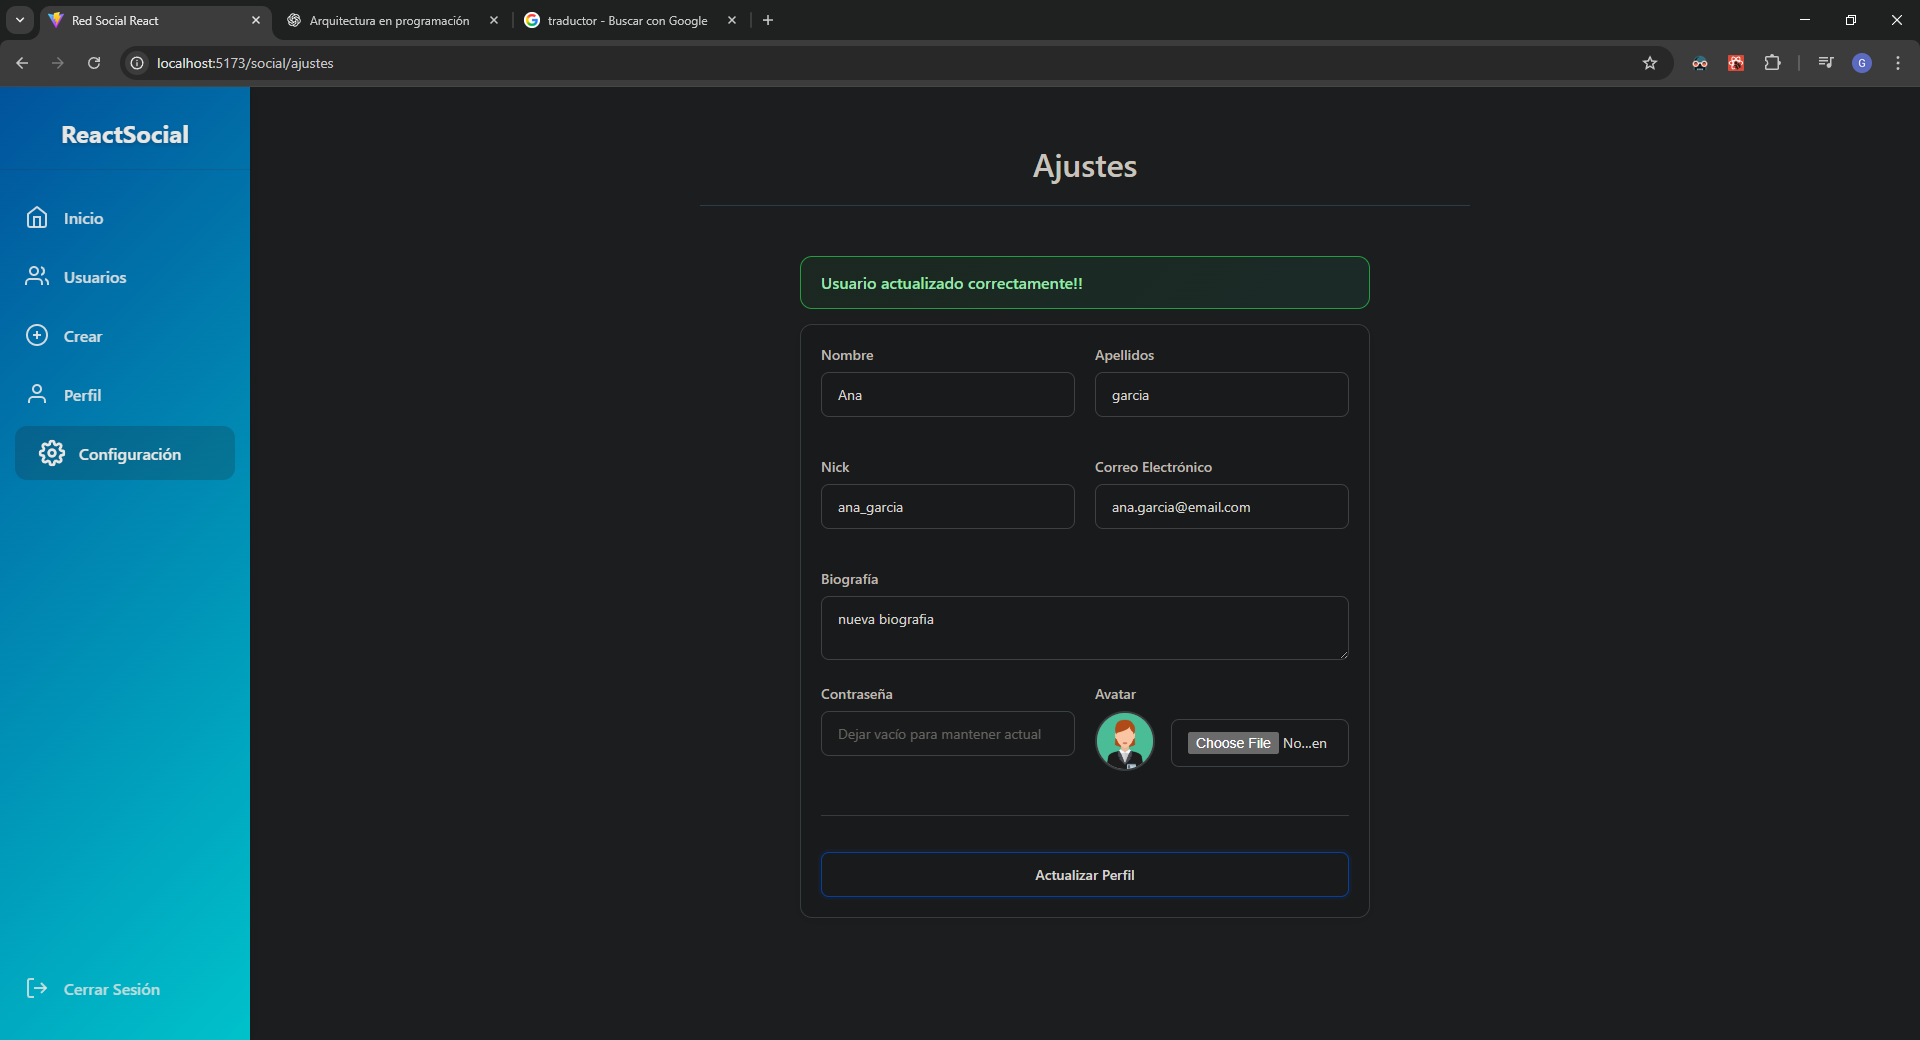 Red Social React
Arquitectura en programación
traductor - Buscar con Google
localhost:5173/social/ajustes
G
ReactSocial
Inicio
Usuarios
Crear
Perfil
Configuración
Cerrar Sesión
Ajustes
Usuario actualizado correctamente!!
Nombre
Apellidos
Ana
garcia
Nick
Correo Electrónico
ana_garcia
ana.garcia@email.com
Biografía
nueva biografia
Contraseña
Avatar
Dejar vacío para mantener actual
Choose File No...en
Actualizar Perfil